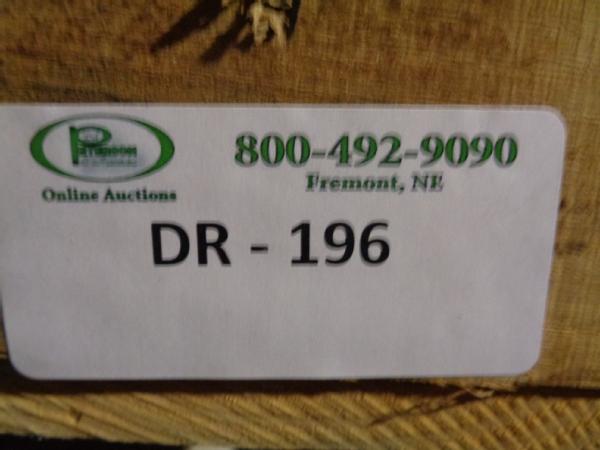 800-492-9090
Fremont, NE
Online Auctions
DR - 196